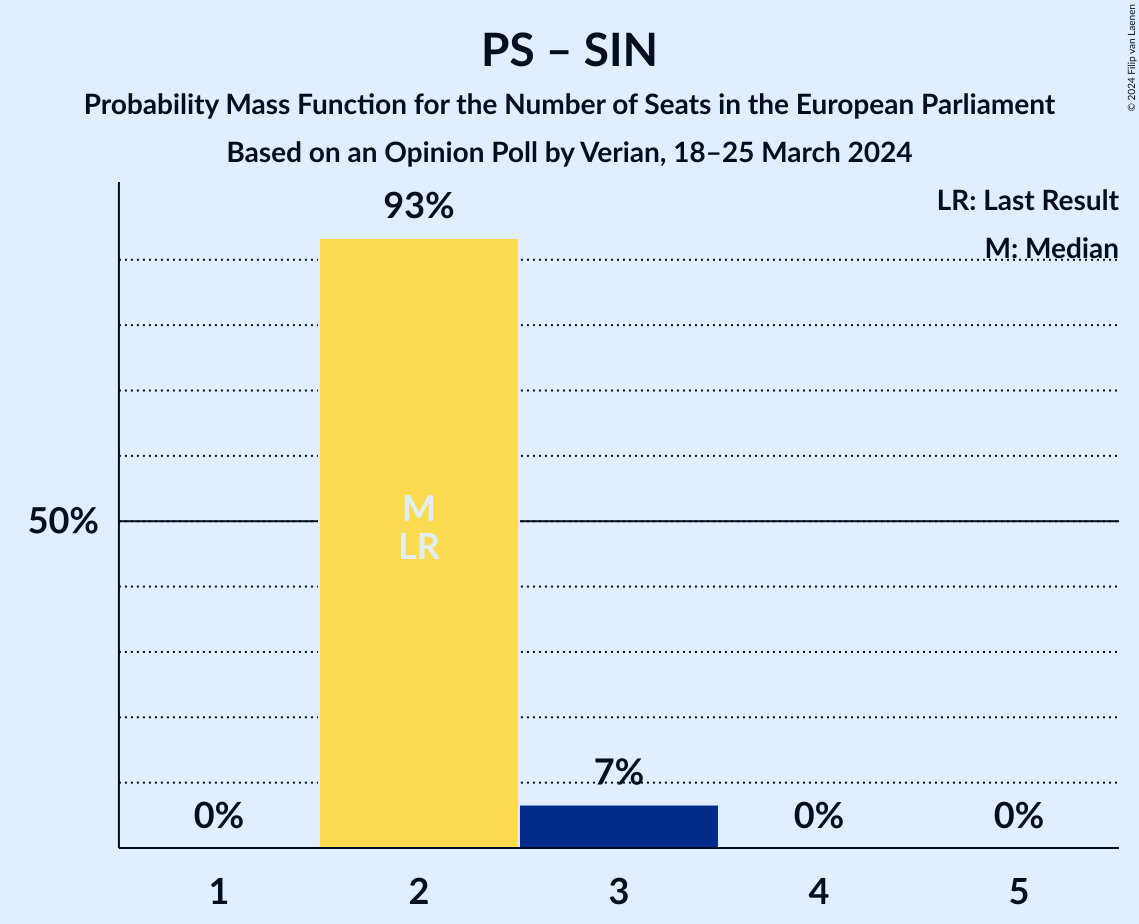 PS – SIN
Probability Mass Function for the Number of Seats in the European Parliament
Based on an Opinion Poll by Verian, 18–25 March 2024
© 2024 Filip van Laenen
LR: Last Result
M: Median
93%
50%
M
LR
7%
0%
0%
0%
1
2
3
4
5